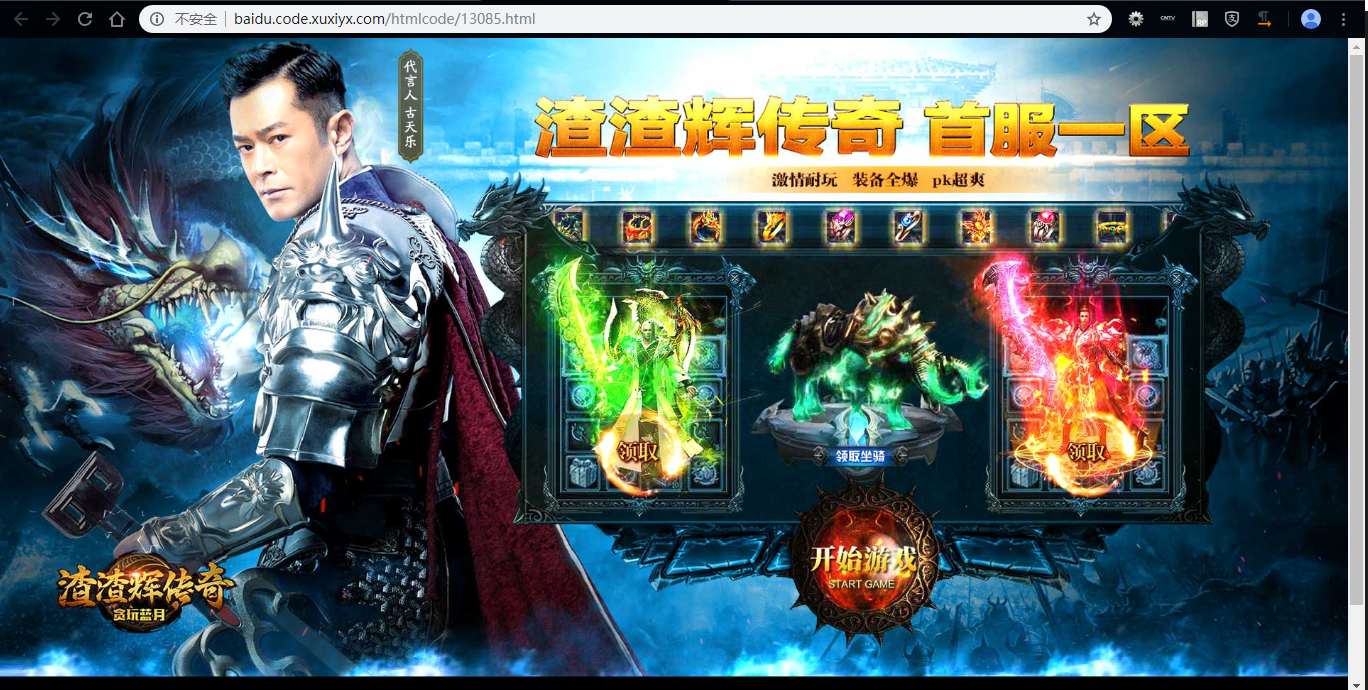 不安全 | baidu.code.xuxiyx.com/htmlcode/13085.html
CNTV
RP
代言人 古天乐
渣渣辉传奇 首服一区
激情耐玩 装备全爆 pk超爽
领取
领取坐骑
领取
开始游戏
START GAME
渣渣辉传奇
贪玩蓝月